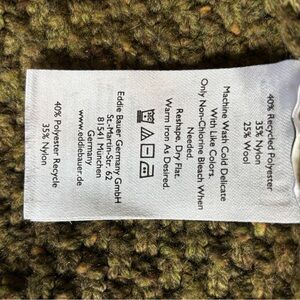 40% Recycled Polyester
35% Nylon
25% Wool
Machine Wash Cold Delicate
With Like Colors.
Only Non-Chlorine Bleach When
Needed.
Reshape, Dry Flat.
Warm Iron As Desired.
Eddie Bauer Germany GmbH
St.-Martin-Str. 62
81541 München
Germany
www.eddiebauer.de
40% Polyester Recycle
35% Nylon